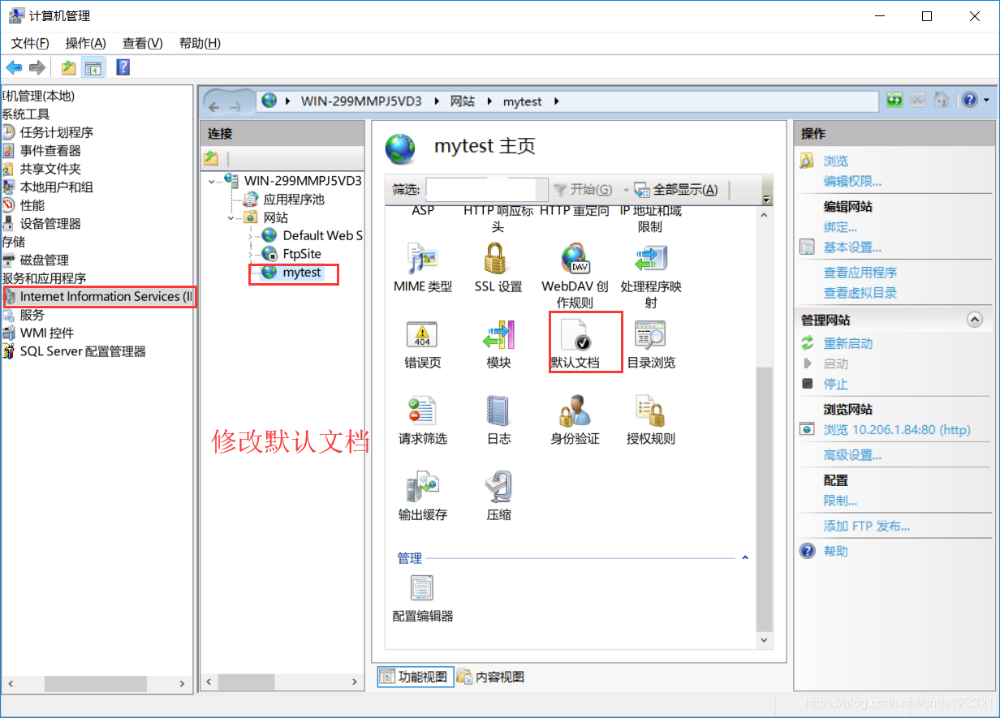 计算机管理
文件(F) 操作(A) 查看(V) 帮助(H)
机管理(本地)
系统工具
任务计划程序
事件查看器
共享文件夹
本地用户和组
性能
设备管理器
存储
磁盘管理
服务和应用程序
Internet Information Services (I
服务
WMI 控件
SQL Server 配置管理器
WIN-299MMPJ5VD3 网站 mytest
连接
WIN-299MMPJ5VD3
应用程序池
网站
Default Web S
FtpSite
mytest
修改默认文档
mytest 主页
筛选: 开始(G) 全部显示(A)
ASP HTTP 响应标 HTTP 重定向 IP 地址和域
头 限制
MIME 类型 SSL 设置 WebDAV 创 处理程序映
作规则 射
DAV
404
错误页 模块 默认文档 目录浏览
请求筛选 日志 身份验证 授权规则
输出缓存 压缩
管理
配置编辑器
功能视图 内容视图
操作
浏览
编辑权限...
编辑网站
绑定...
基本设置...
查看应用程序
查看虚拟目录
管理网站
重新启动
启动
停止
浏览网站
浏览 10.206.1.84:80 (http)
高级设置...
配置
限制...
添加 FTP 发布...
帮助
https://blog.csdn.net/cnds123321